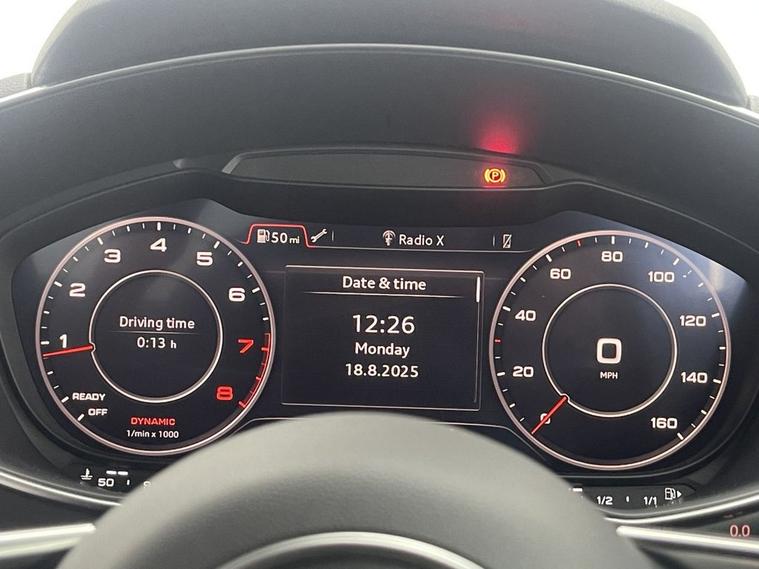 (P)
50 mi
Radio X
Date & time
12:26
Monday
18.8.2025
1
2
3
4
5
6
7
8
Driving time
0:13 h
READY
OFF
DYNAMIC
1/min x 1000
0
20
40
60
80
100
120
140
160
0
MPH
50
1/2
1/1
0.0